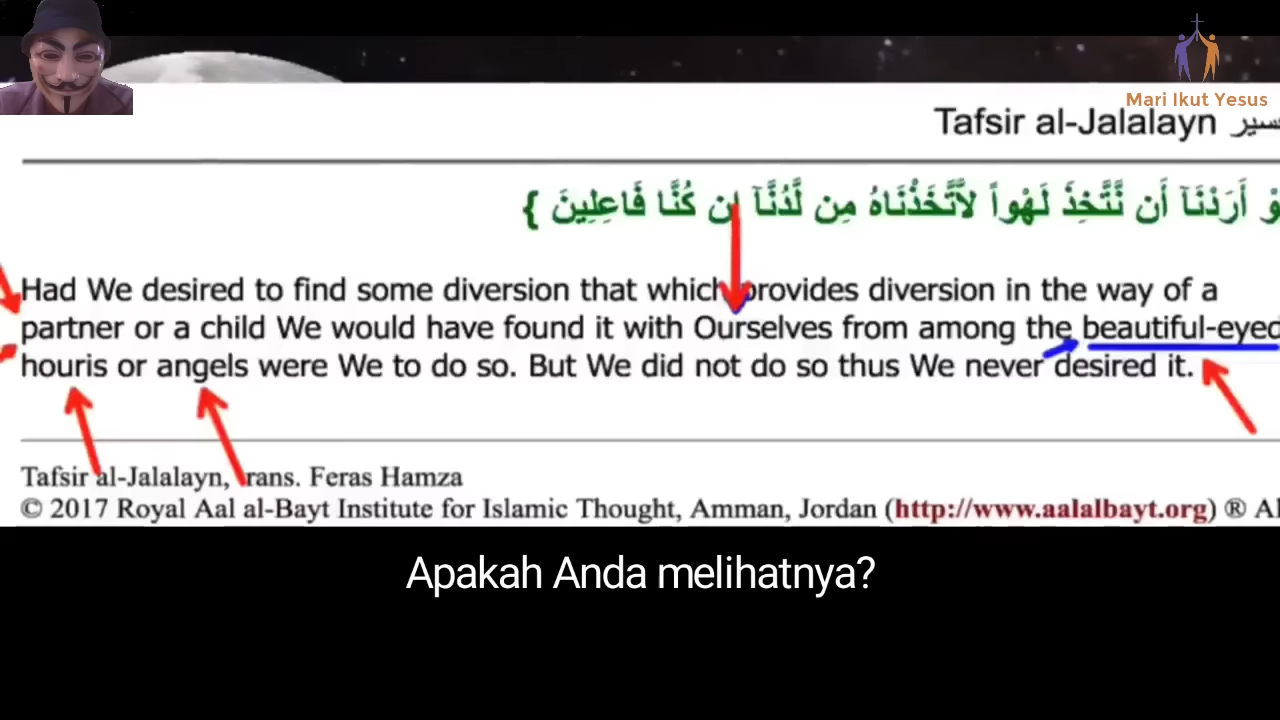 Mari Ikut Yesus
Tafsir al-Jalalayn
أَرَدْنَآ أَن نَّتَّخِذَ لَهْواً لاَّتَّخَذْنَاهُ مِن لَّدُنَّآ إِن كُنَّا فَاعِلِينَ }
Had We desired to find some diversion that which provides diversion in the way of a
partner or a child We would have found it with Ourselves from among the beautiful-eyed
houris or angels were We to do so. But We did not do so thus We never desired it.
Tafsir al-Jalalayn, trans. Feras Hamza
© 2017 Royal Aal al-Bayt Institute for Islamic Thought, Amman, Jordan (http://www.aalalbayt.org) ®
Apakah Anda melihatnya?